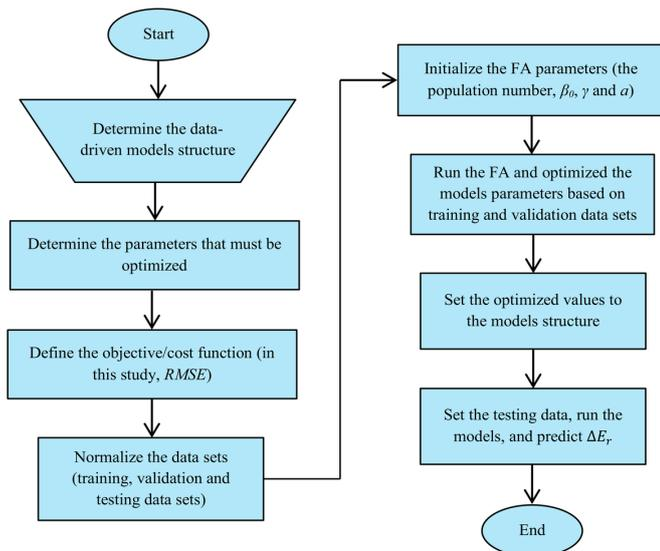 Start
Determine the data-
driven models structure
Determine the parameters that must be
optimized
Define the objective/cost function (in
this study, RMSE)
Normalize the data sets
(training, validation and
testing data sets)
Initialize the FA parameters (the
population number, β₀, γ and a)
Run the FA and optimized the
models parameters based on
training and validation data sets
Set the optimized values to
the models structure
Set the testing data, run the
models, and predict ΔEᵣ
End